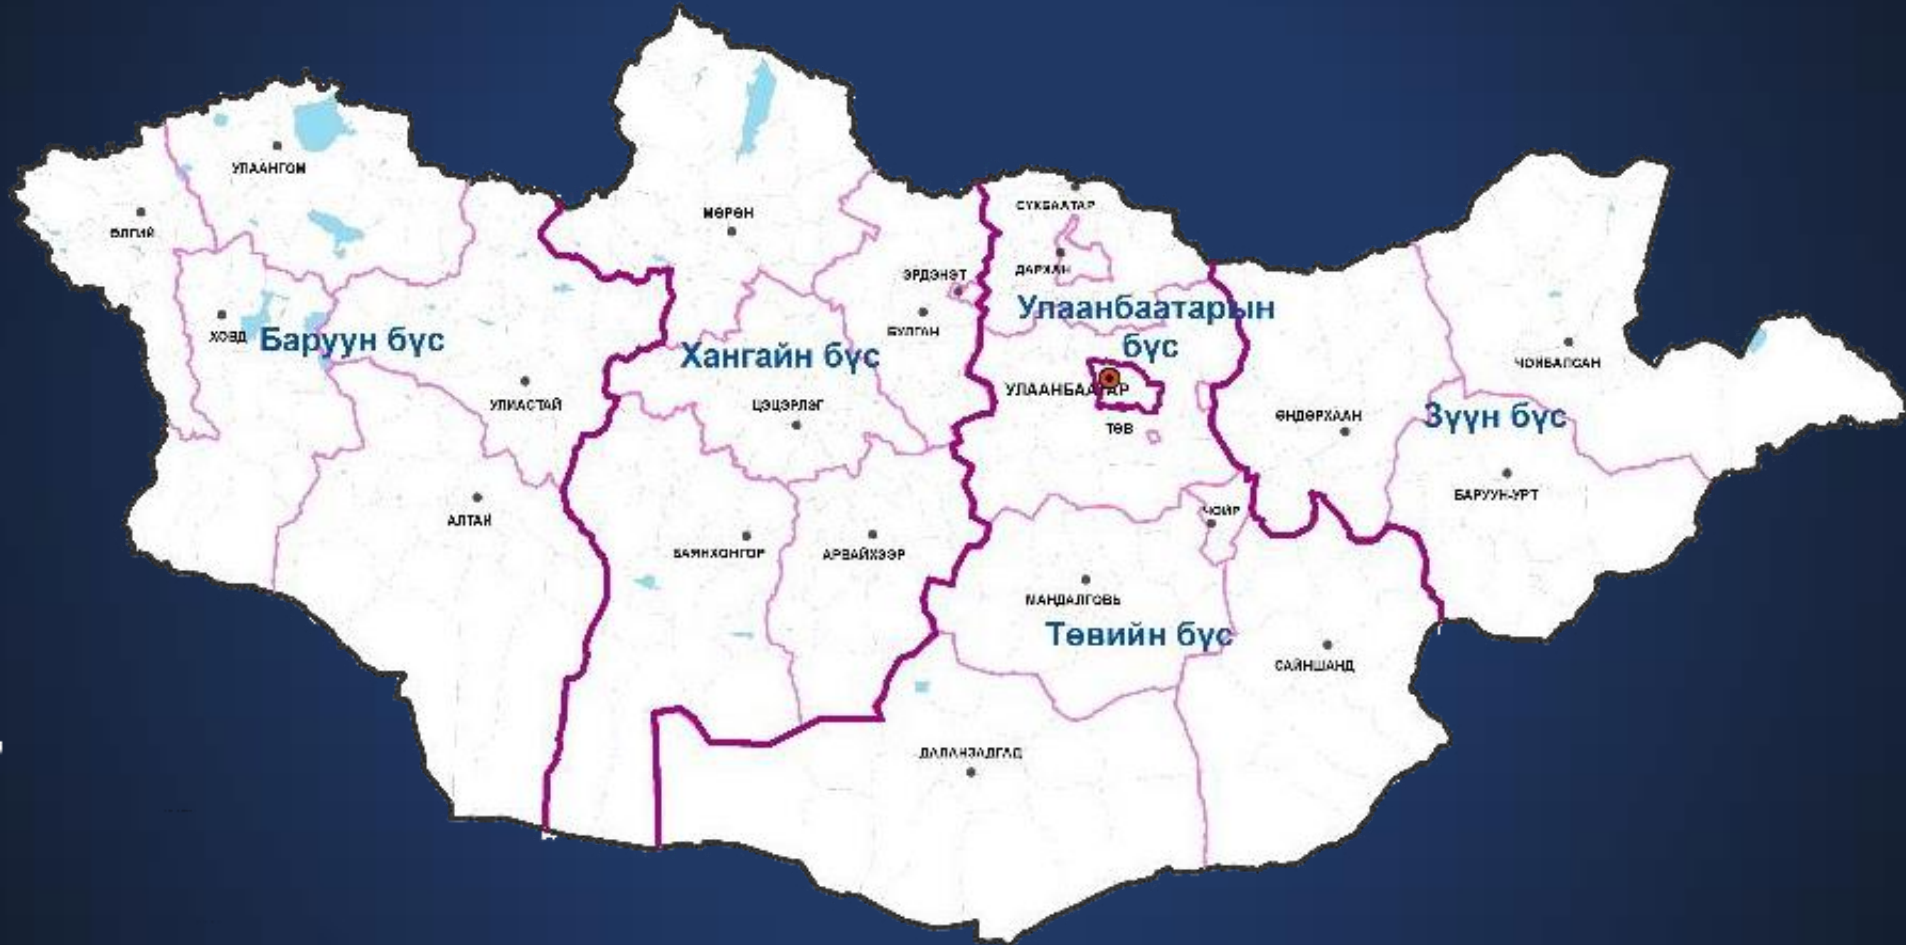 УЛААНГОМ
ӨЛГИЙ
МӨРӨН
СҮХБААТАР
ДАРХАН
ЭРДЭНЭТ
БУЛГАН
ХОВД
Баруун бүс
Хангайн бүс
Улаанбаатарын
бүс
УЛИАСТАЙ
ЦЭЦЭРЛЭГ
УЛААНБААТАР
ТӨВ
ӨНДӨРХААН
Зүүн бүс
ЧОЙБАЛСАН
БАРУУН-УРТ
АЛТАЙ
БАЯНХОНГОР
АРВАЙХЭЭР
ЧОЙР
МАНДАЛГОВЬ
Төвийн бүс
САЙНШАНД
ДАЛАНЗАДГАД